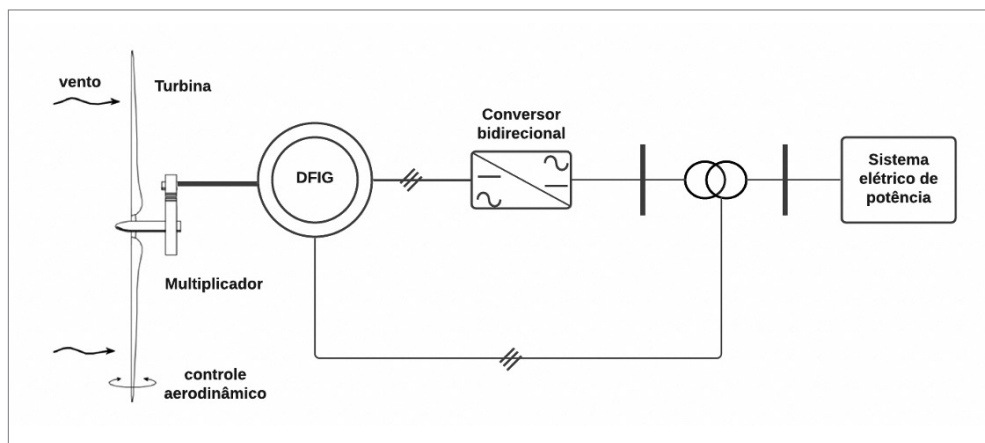 vento
Turbina
Conversor
bidirecional
DFIG
Sistema
elétrico de
potência
Multiplicador
controle
aerodinâmico